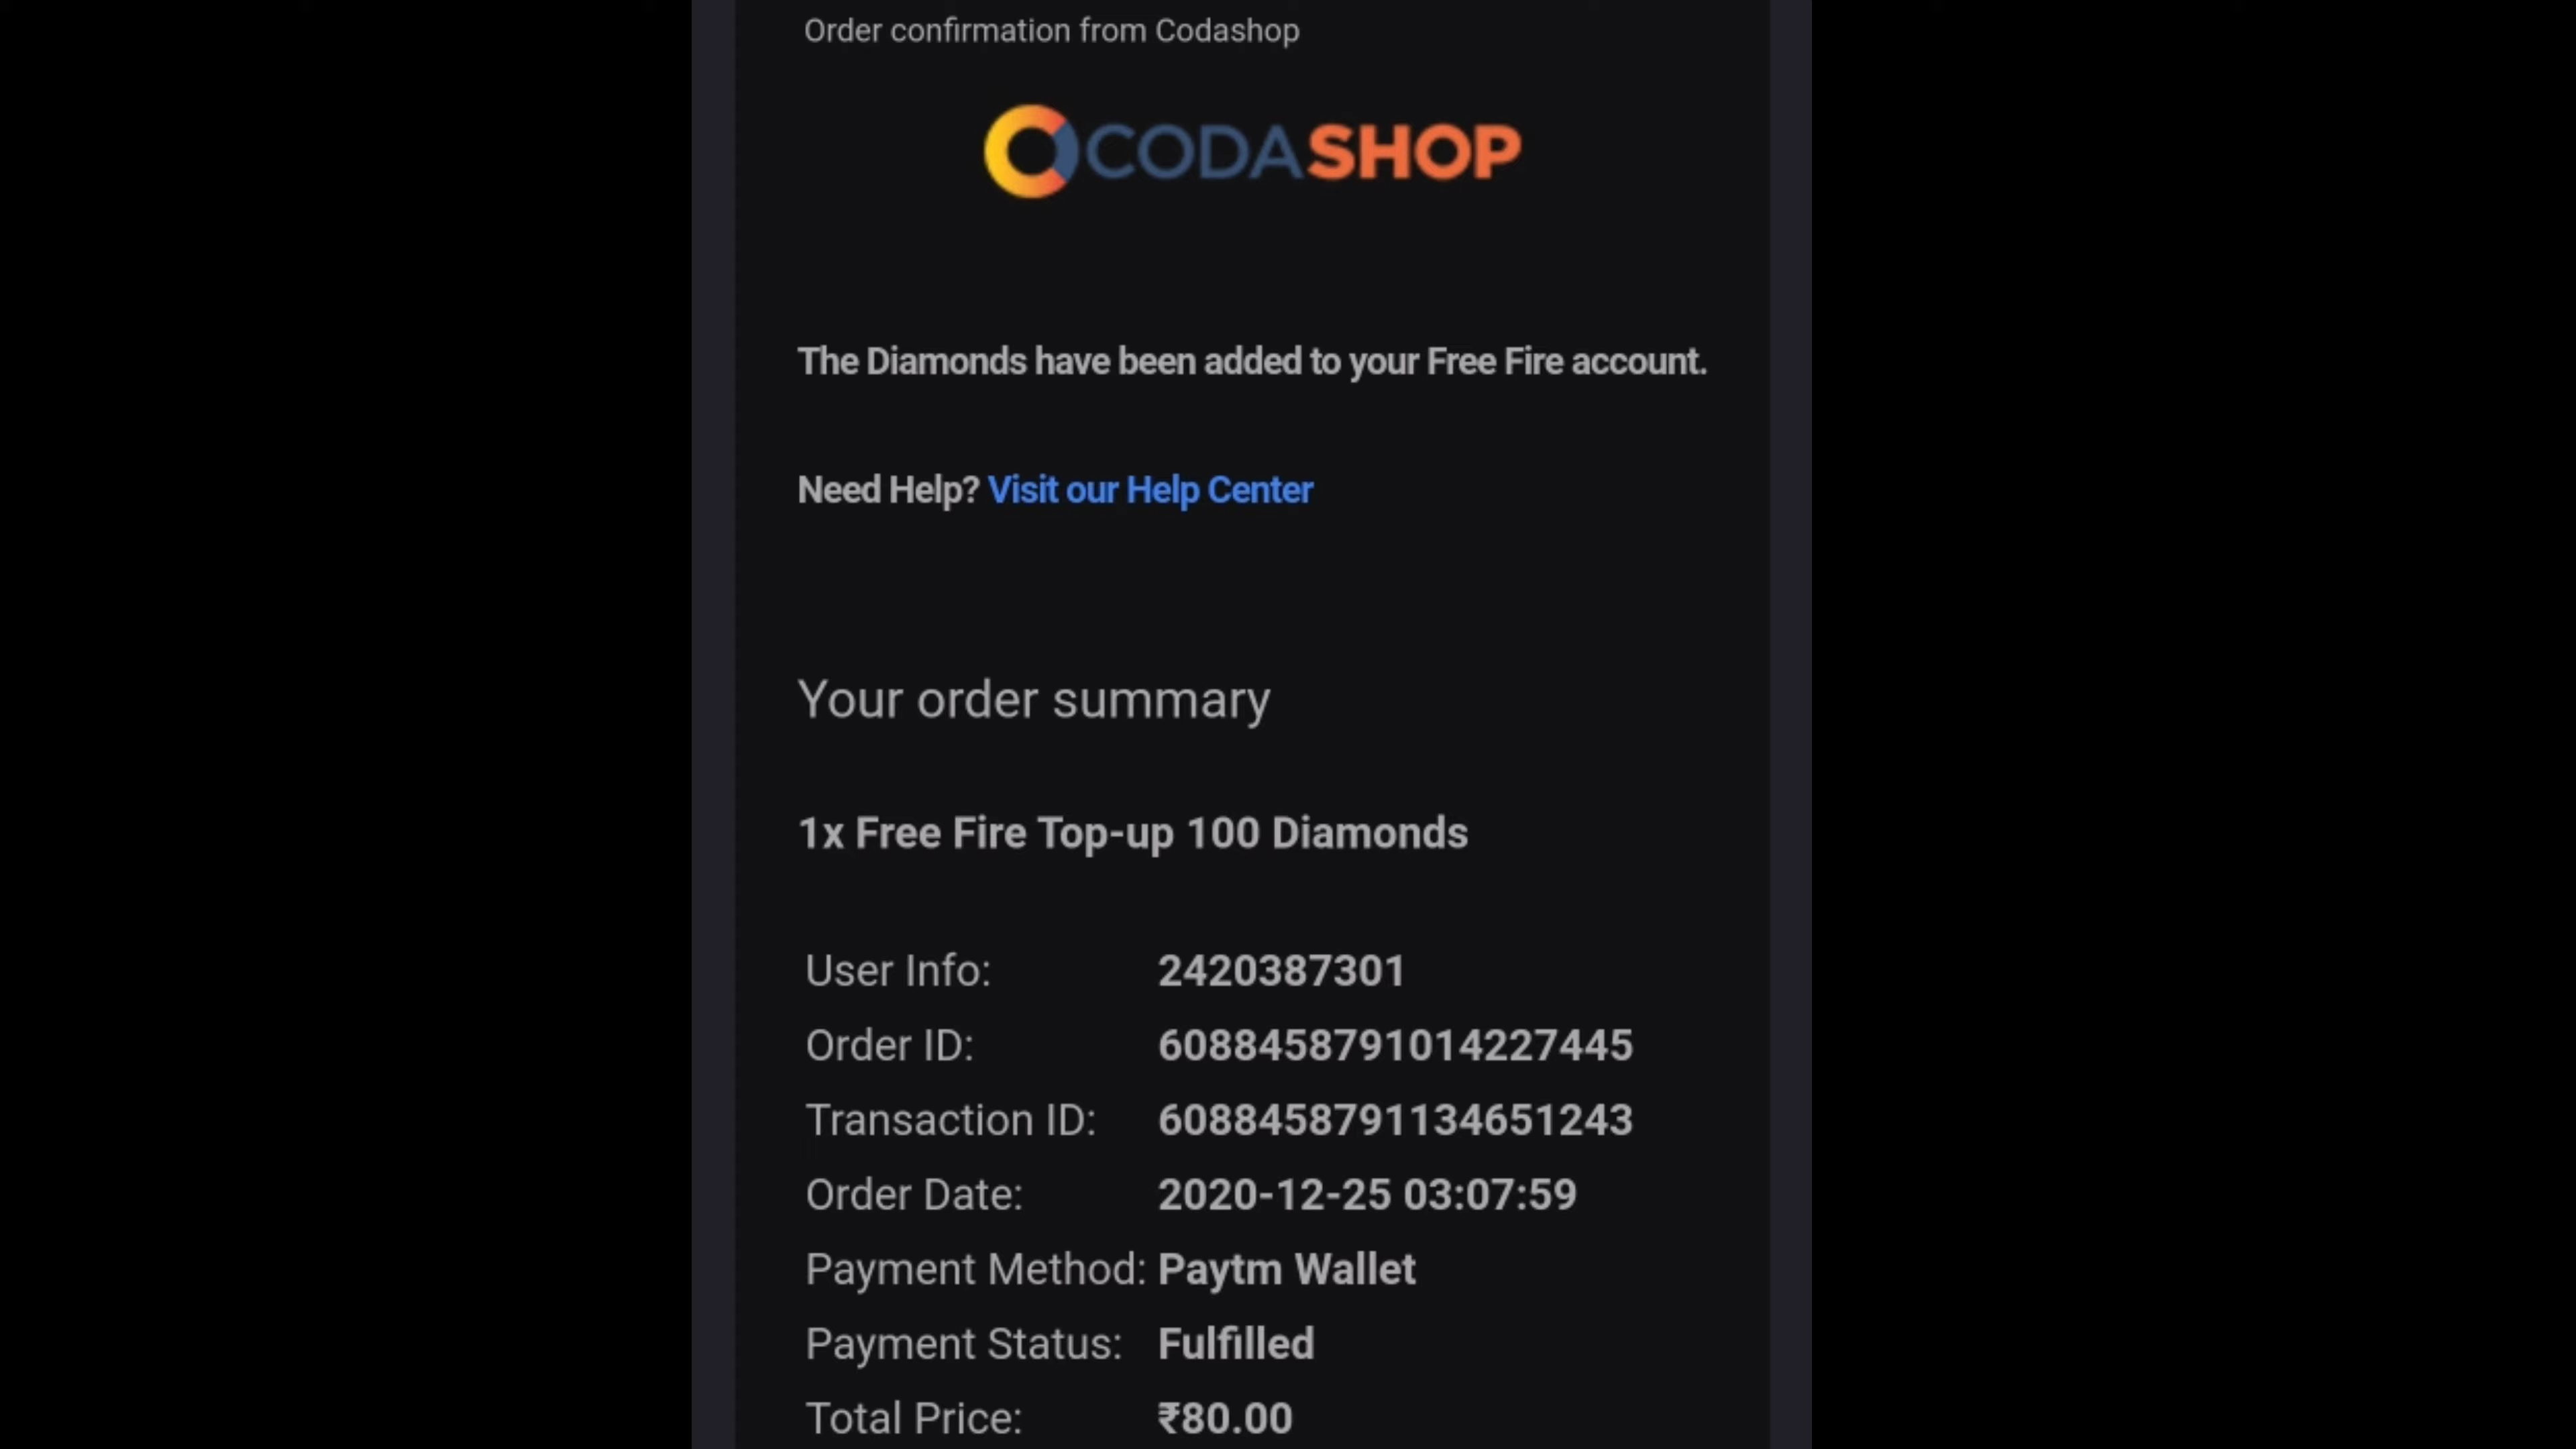 Order confirmation from Codashop
CODASHOP
The Diamonds have been added to your Free Fire account.
Need Help? Visit our Help Center
Your order summary
1x Free Fire Top-up 100 Diamonds
User Info: 2420387301
Order ID: 6088458791014227445
Transaction ID: 6088458791134651243
Order Date: 2020-12-25 03:07:59
Payment Method: Paytm Wallet
Payment Status: Fulfilled
Total Price: ₹80.00